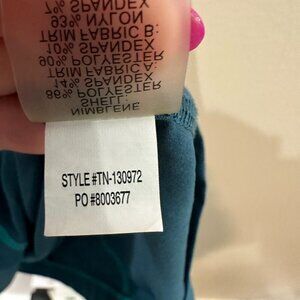 NIMBLENE
SHELL:
86% POLYESTER
14% SPANDEX
TRIM FABRIC A:
90% POLYESTER
10% SPANDEX
TRIM FABRIC B:
93% NYLON
7% SPANDEX
STYLE #TN-130972
PO #8003677